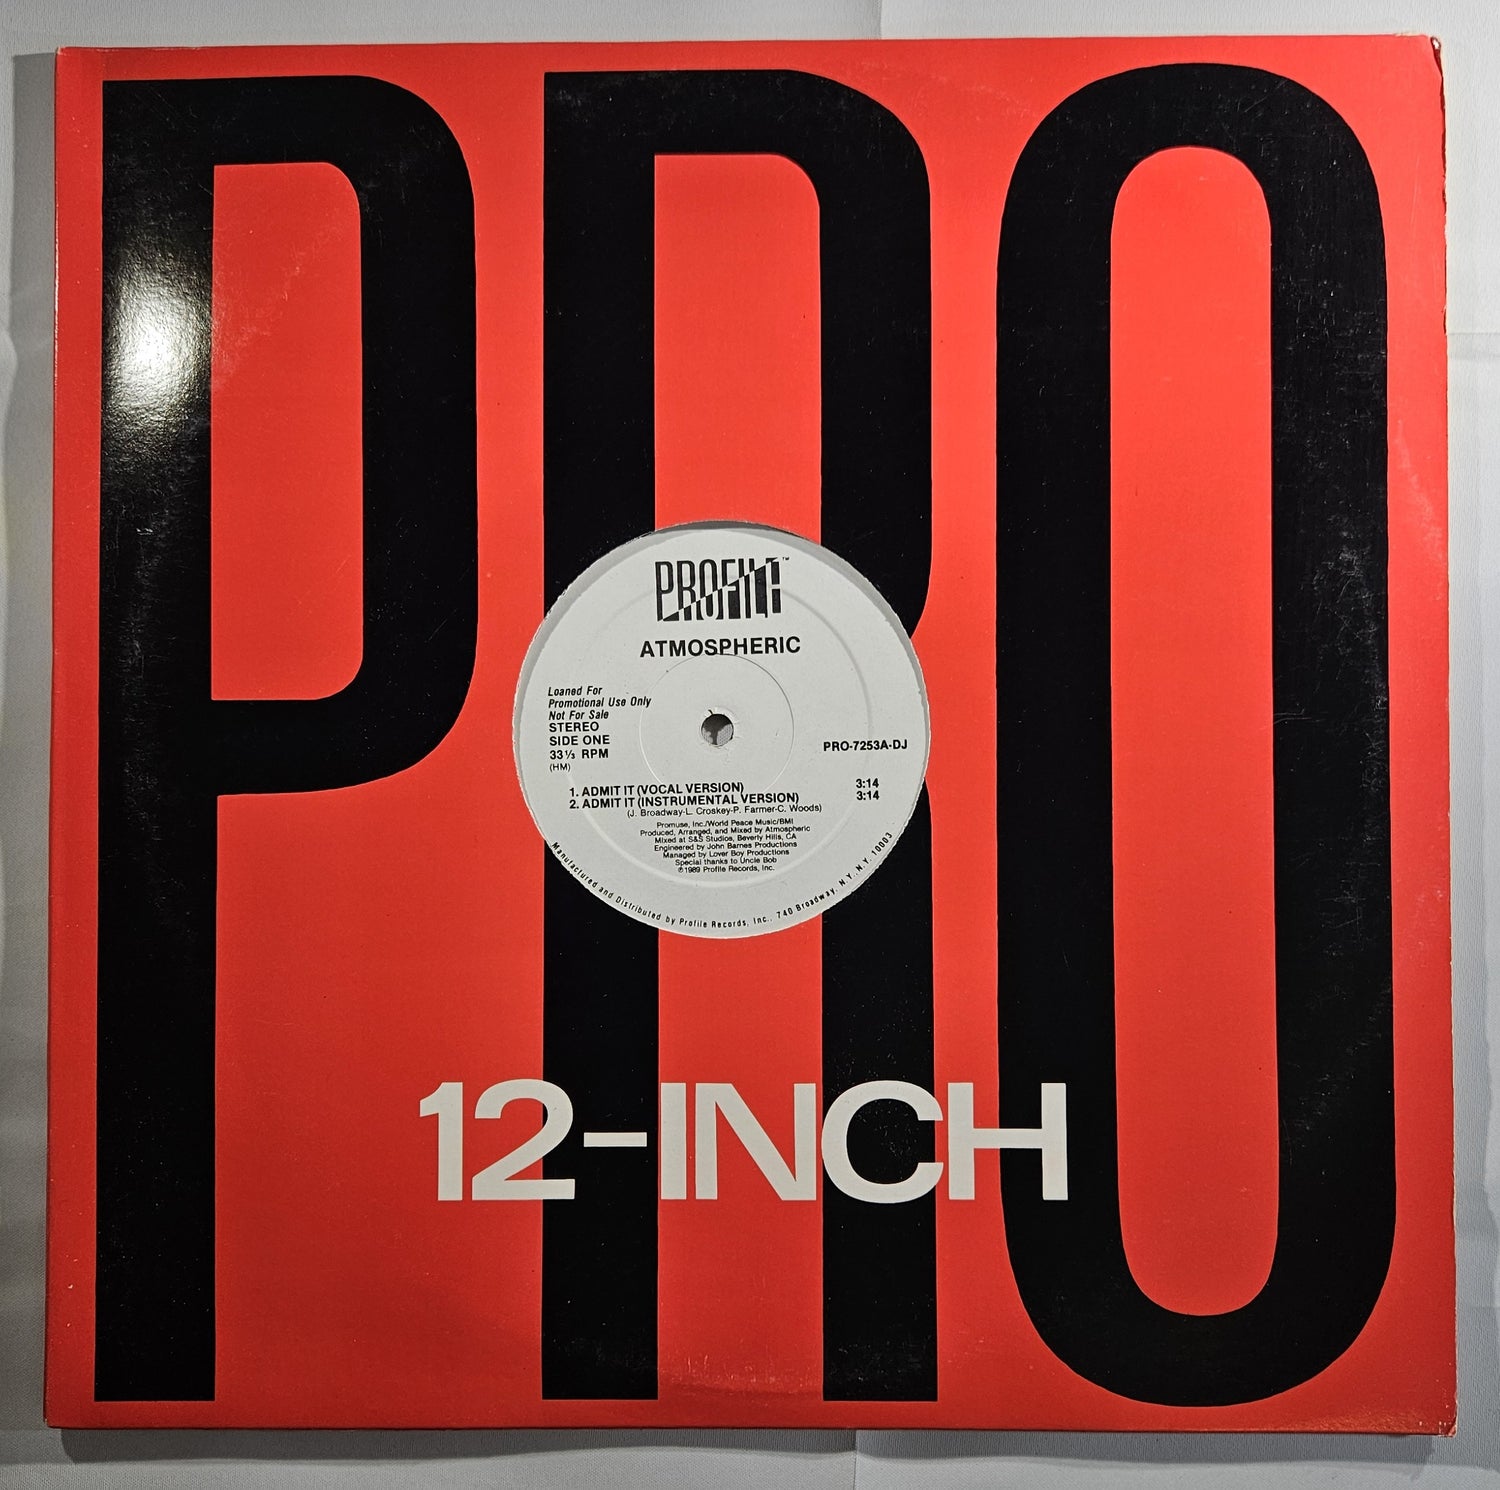 PRO
PROFILE™
ATMOSPHERIC
Loaned For
Promotional Use Only
Not For Sale
STEREO
SIDE ONE
33⅓ RPM
(HM)
PRO-7253A-DJ
1. ADMIT IT (VOCAL VERSION) 3:14
2. ADMIT IT (INSTRUMENTAL VERSION) 3:14
(J. Broadway-L. Croskey-P. Farmer-C. Woods)
Promuse, Inc./World Peace Music/BMI
Produced, Arranged, and Mixed by Atmospheric
Mixed at S&S Studios, Beverly Hills, CA
Engineered by John Barnes Productions
Managed by Lover Boy Productions
Special thanks to Uncle Bob
℗1989 Profile Records, Inc.
Manufactured and Distributed by Profile Records, Inc., 740 Broadway, N.Y., N.Y. 10003
12-INCH